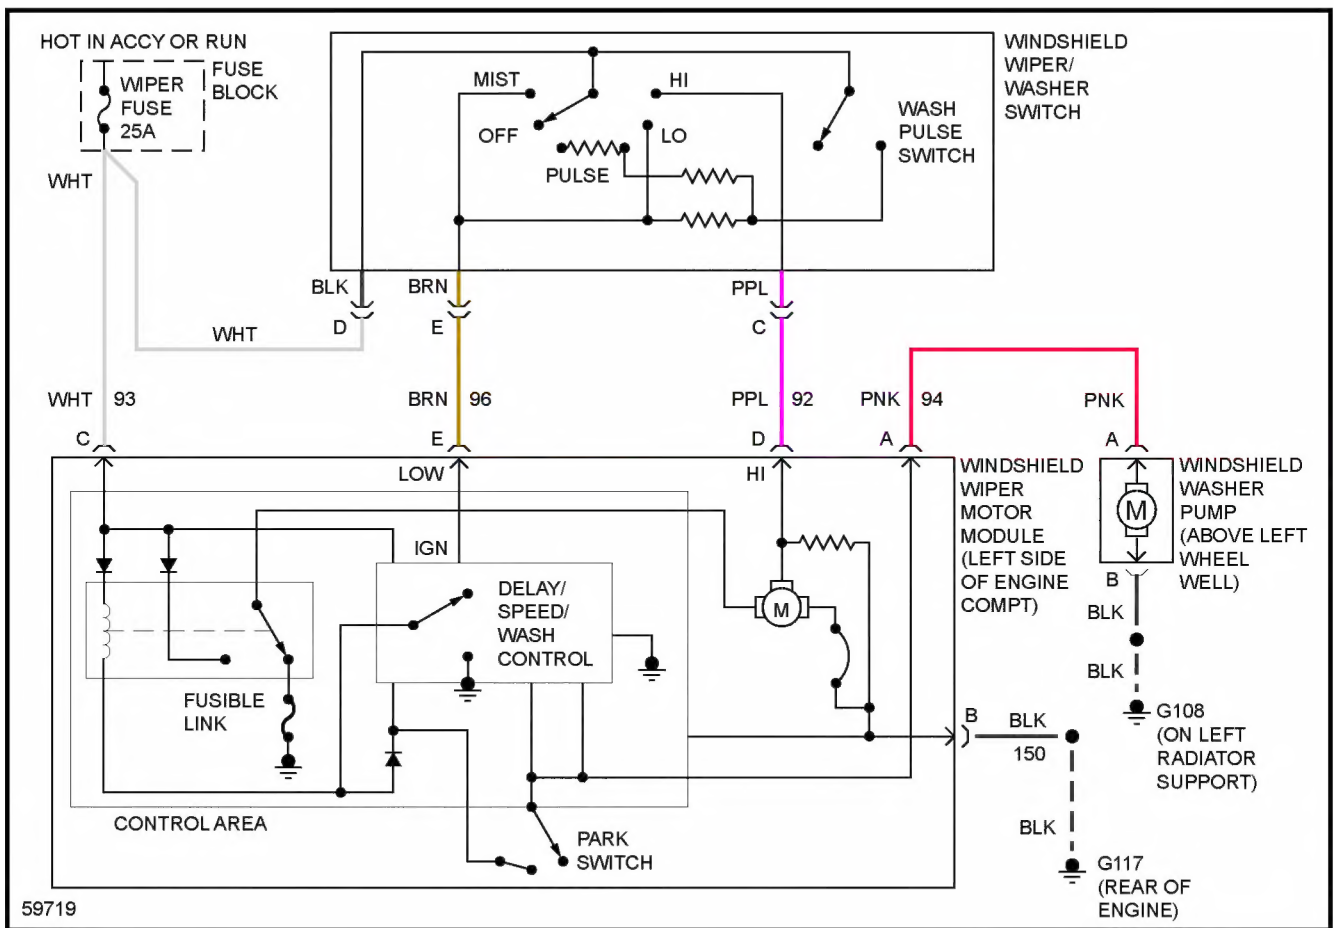 HOT IN ACCY OR RUN
WIPER
FUSE
25A
FUSE
BLOCK
WHT
WHT
MIST
HI
OFF
LO
PULSE
WASH
PULSE
SWITCH
WINDSHIELD
WIPER/
WASHER
SWITCH
BLK
BRN
PPL
D
E
C
WHT 93
BRN 96
PPL 92
PNK 94
PNK
C
E
D
A
A
LOW
HI
WINDSHIELD
WIPER
MOTOR
MODULE
(LEFT SIDE
OF ENGINE
COMPT)
M
WINDSHIELD
WASHER
PUMP
(ABOVE LEFT
WHEEL
WELL)
B
BLK
BLK
G108
(ON LEFT
RADIATOR
SUPPORT)
IGN
DELAY/
SPEED/
WASH
CONTROL
M
FUSIBLE
LINK
B
BLK
150
BLK
G117
(REAR OF
ENGINE)
CONTROL AREA
PARK
SWITCH
59719